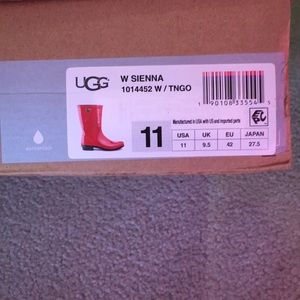 UGG
W SIENNA
1014452 W / TNGO
11
Manufactured in USA with US and imported parts
USA UK EU JAPAN
11 9.5 42 27.5
WATERPROOF